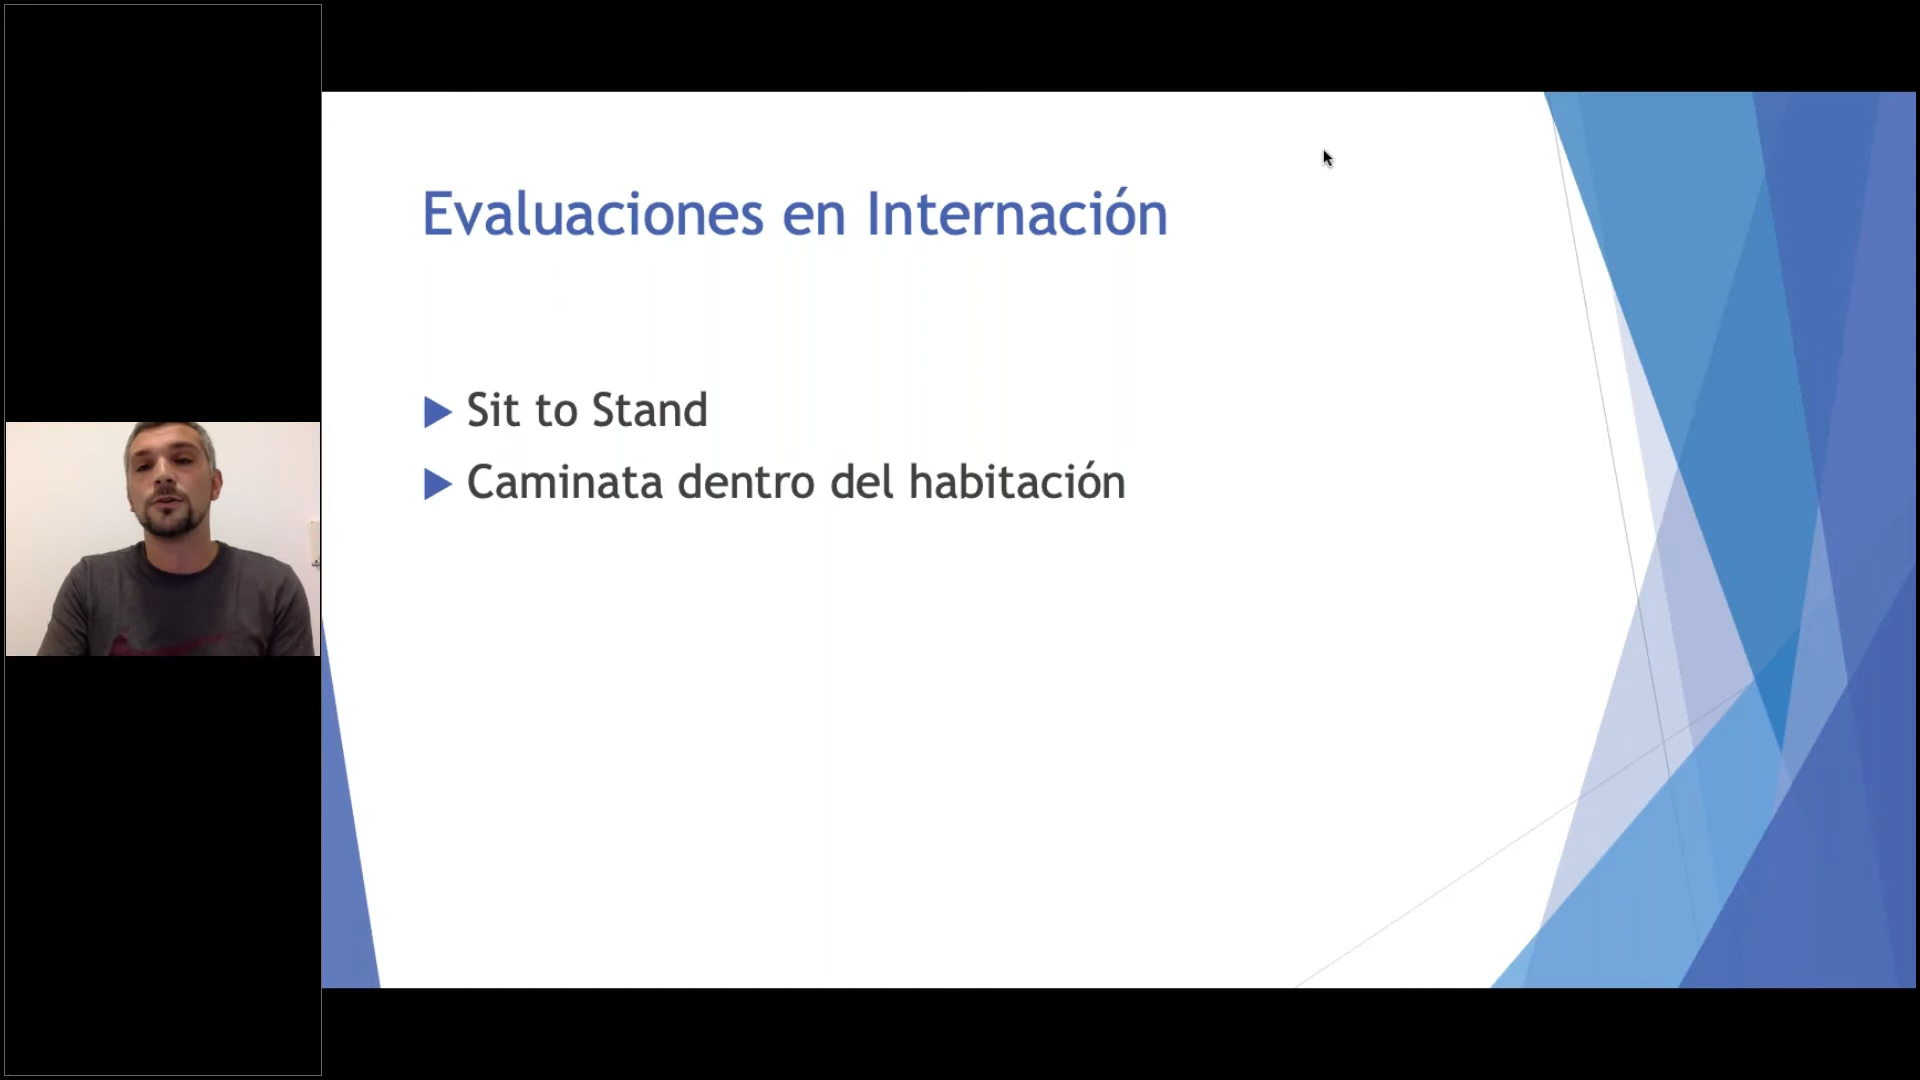 Evaluaciones en Internación
Sit to Stand
Caminata dentro del habitación